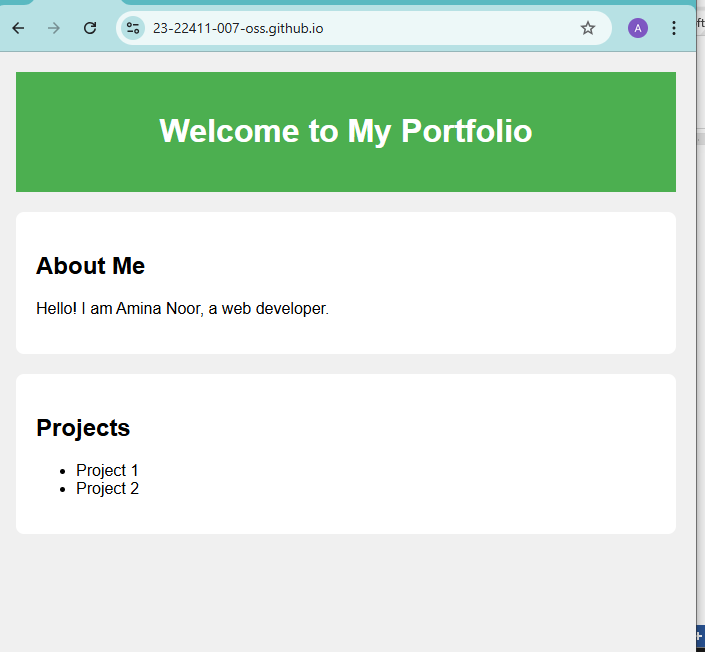 23-22411-007-oss.github.io
A
Welcome to My Portfolio
About Me
Hello! I am Amina Noor, a web developer.
Projects
Project 1
Project 2